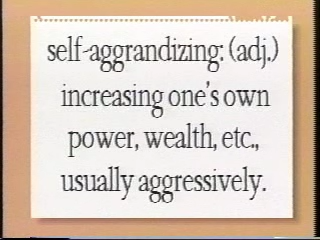 self-aggrandizing: (adj.)
increasing one's own
power, wealth, etc.,
usually aggressively.